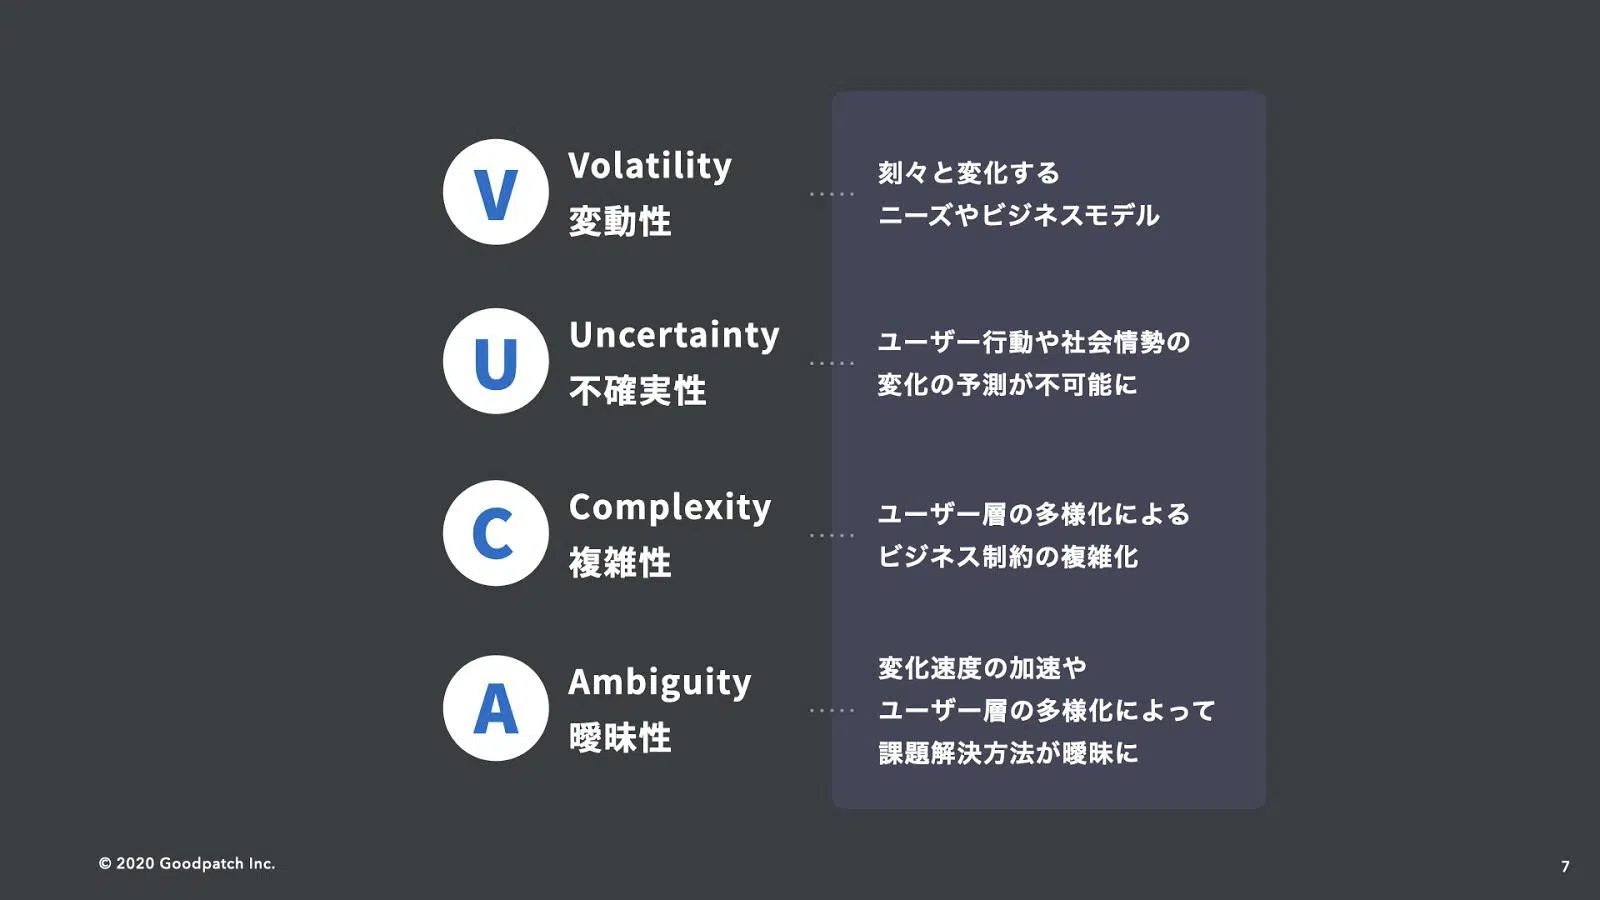 V
Volatility
変動性
刻々と変化する
ニーズやビジネスモデル
U
Uncertainty
不確実性
ユーザー行動や社会情勢の
変化の予測が不可能に
C
Complexity
複雑性
ユーザー層の多様化による
ビジネス制約の複雑化
A
Ambiguity
曖昧性
変化速度の加速や
ユーザー層の多様化によって
課題解決方法が曖昧に
© 2020 Goodpatch Inc.
7